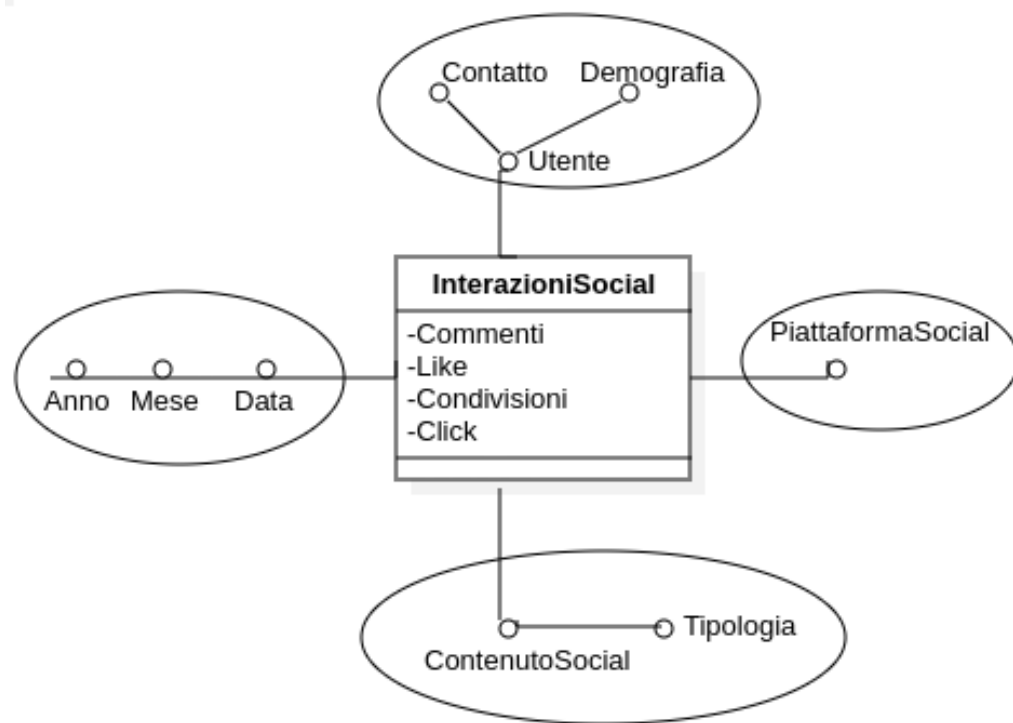 Contatto Demografia
Utente
InterazioniSocial
-Commenti
-Like
-Condivisioni
-Click
Anno Mese Data
PiattaformaSocial
ContenutoSocial
Tipologia